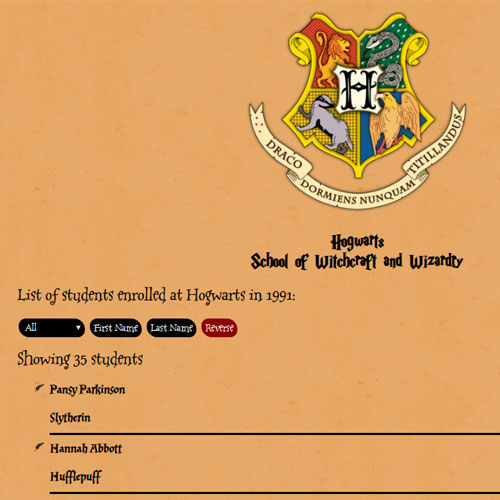 H
DRACO DORMIENS NUNQUAM TITILLANDUS
Hogwarts
School of Witchcraft and Wizardry
List of students enrolled at Hogwarts in 1991:
All First Name Last Name Reverse
Showing 35 students
Pansy Parkinson
Slytherin
Hannah Abbott
Hufflepuff